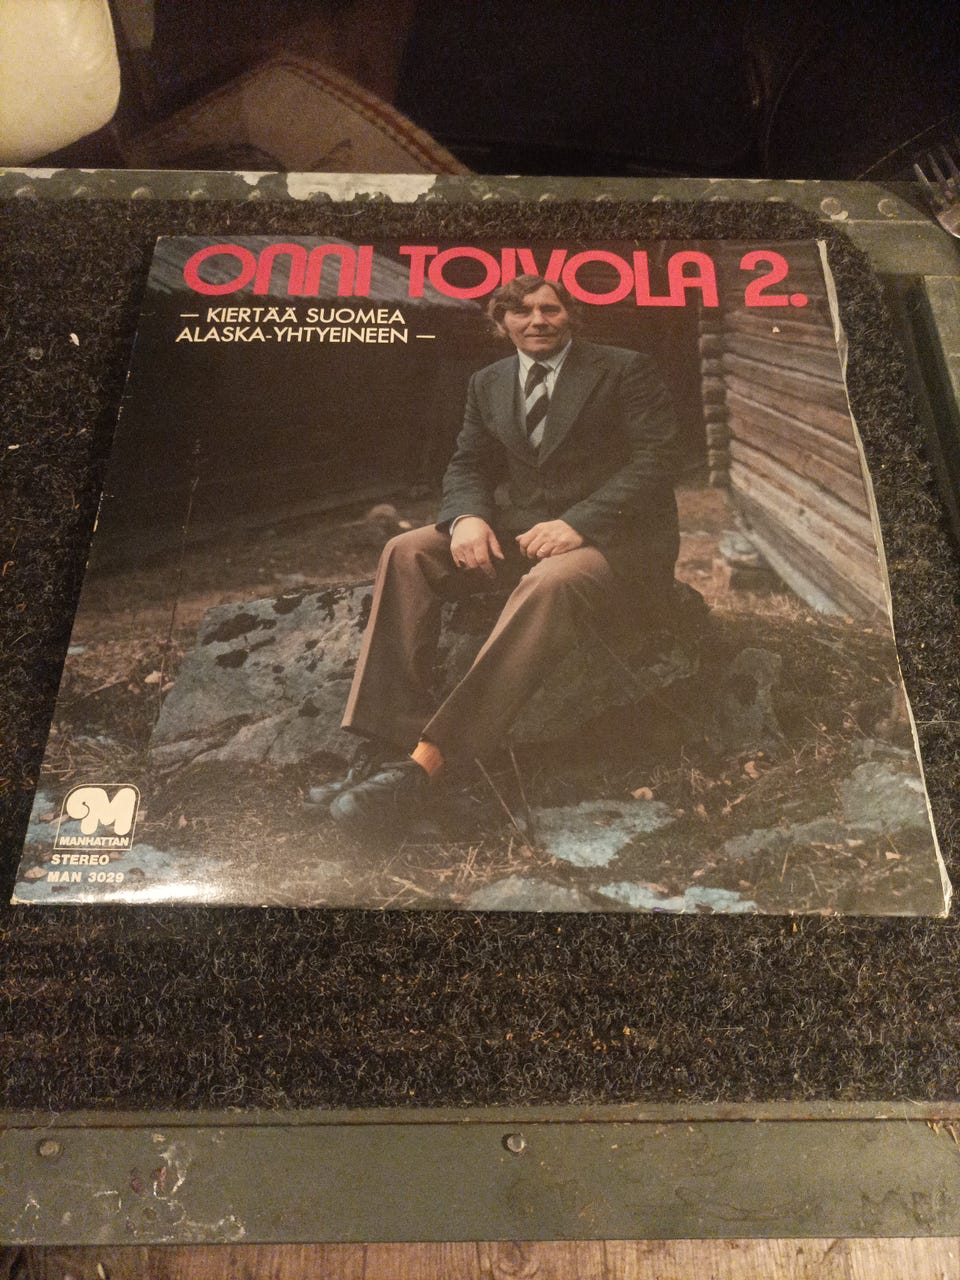 ONNI TOIVOLA 2.
– KIERTÄÄ SUOMEA
ALASKA-YHTYEINEEN –
M
MANHATTAN
STEREO
MAN 3029